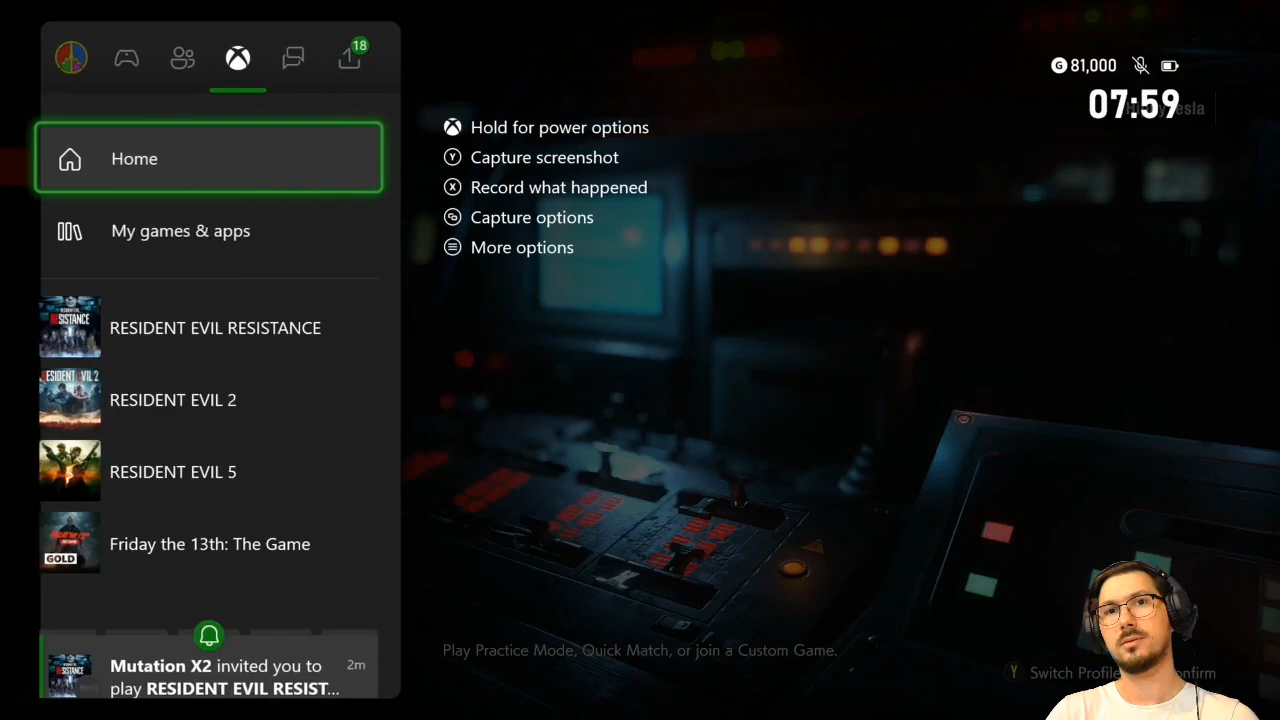 18
G 81,000
07:59
Home
My games & apps
Hold for power options
Y Capture screenshot
X Record what happened
Capture options
More options
RESIDENT EVIL RESISTANCE
RESIDENT EVIL 2
RESIDENT EVIL 5
Friday the 13th: The Game
GOLD
Mutation X2 invited you to 2m
play RESIDENT EVIL RESIST...
Play Practice Mode, Quick Match, or join a Custom Game.
Y Switch Profile